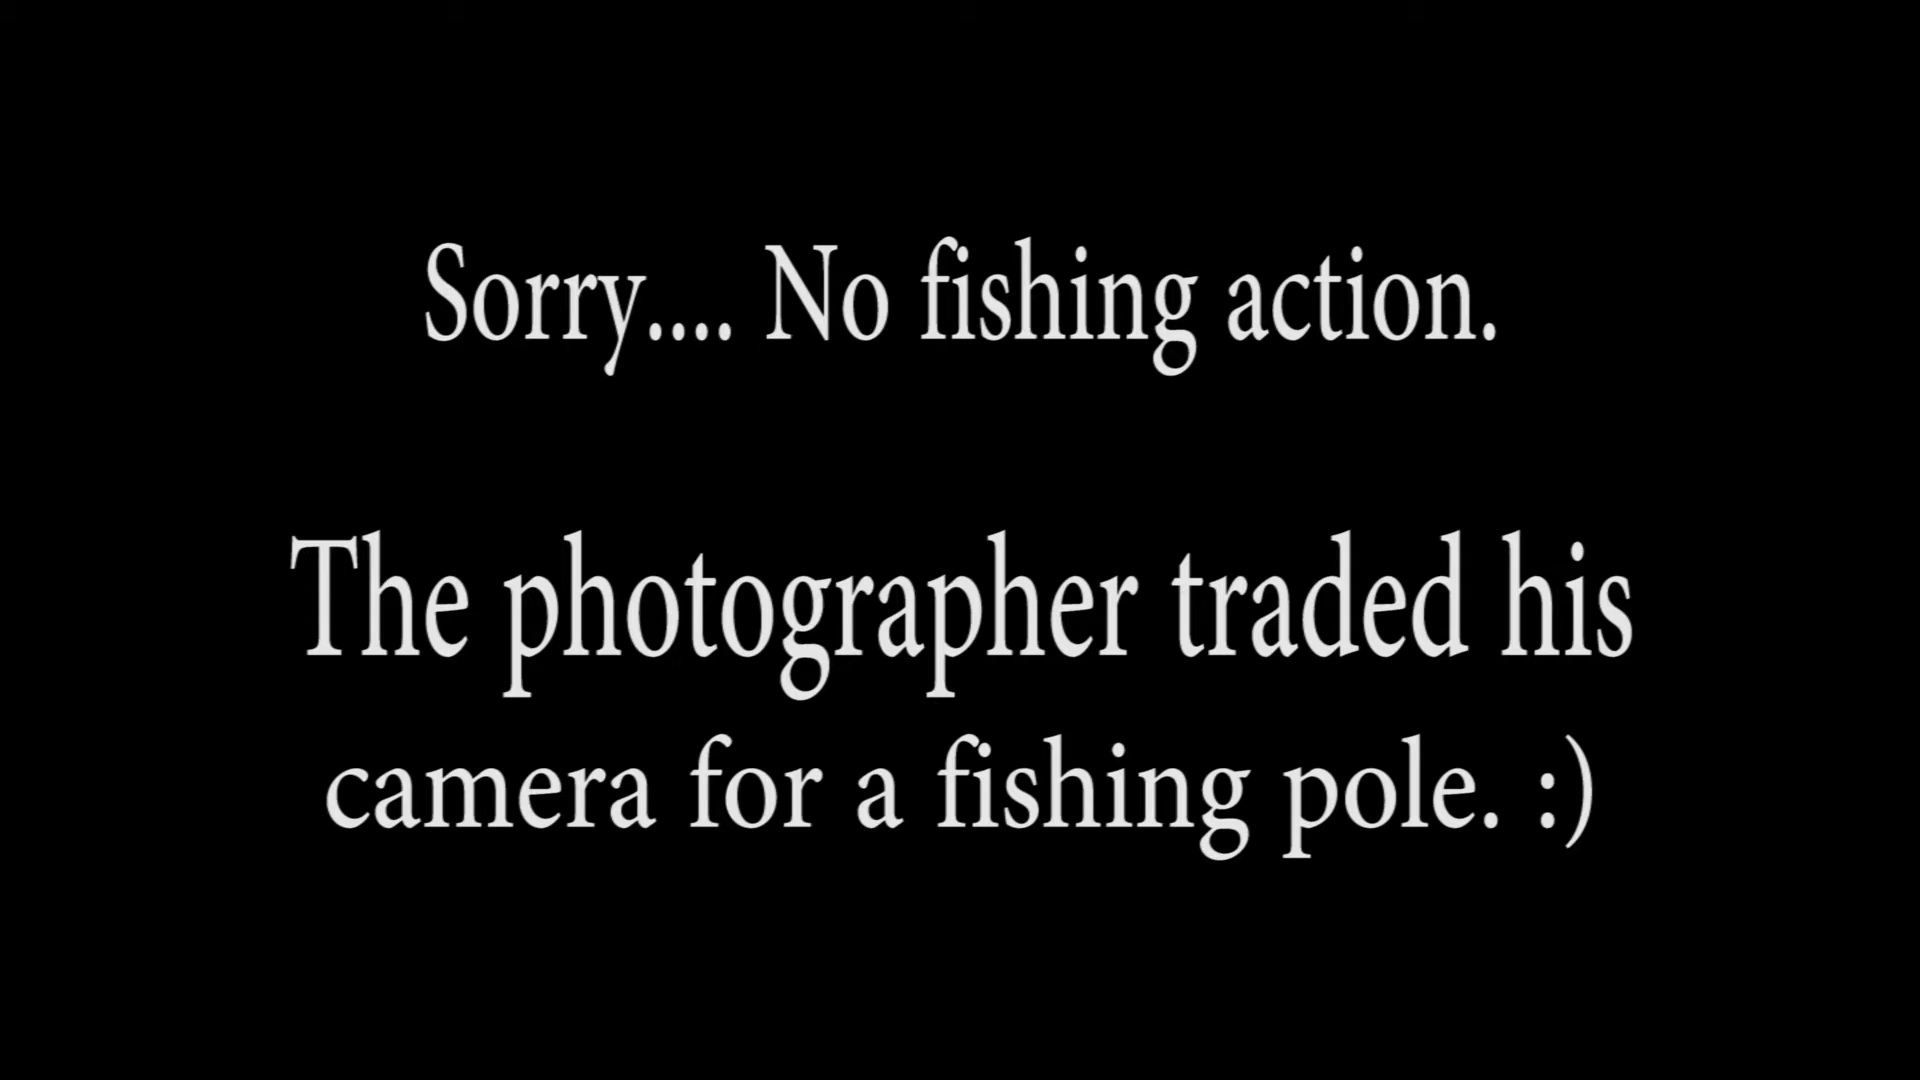 Sorry.... No fishing action.
The photographer traded his
camera for a fishing pole. :)